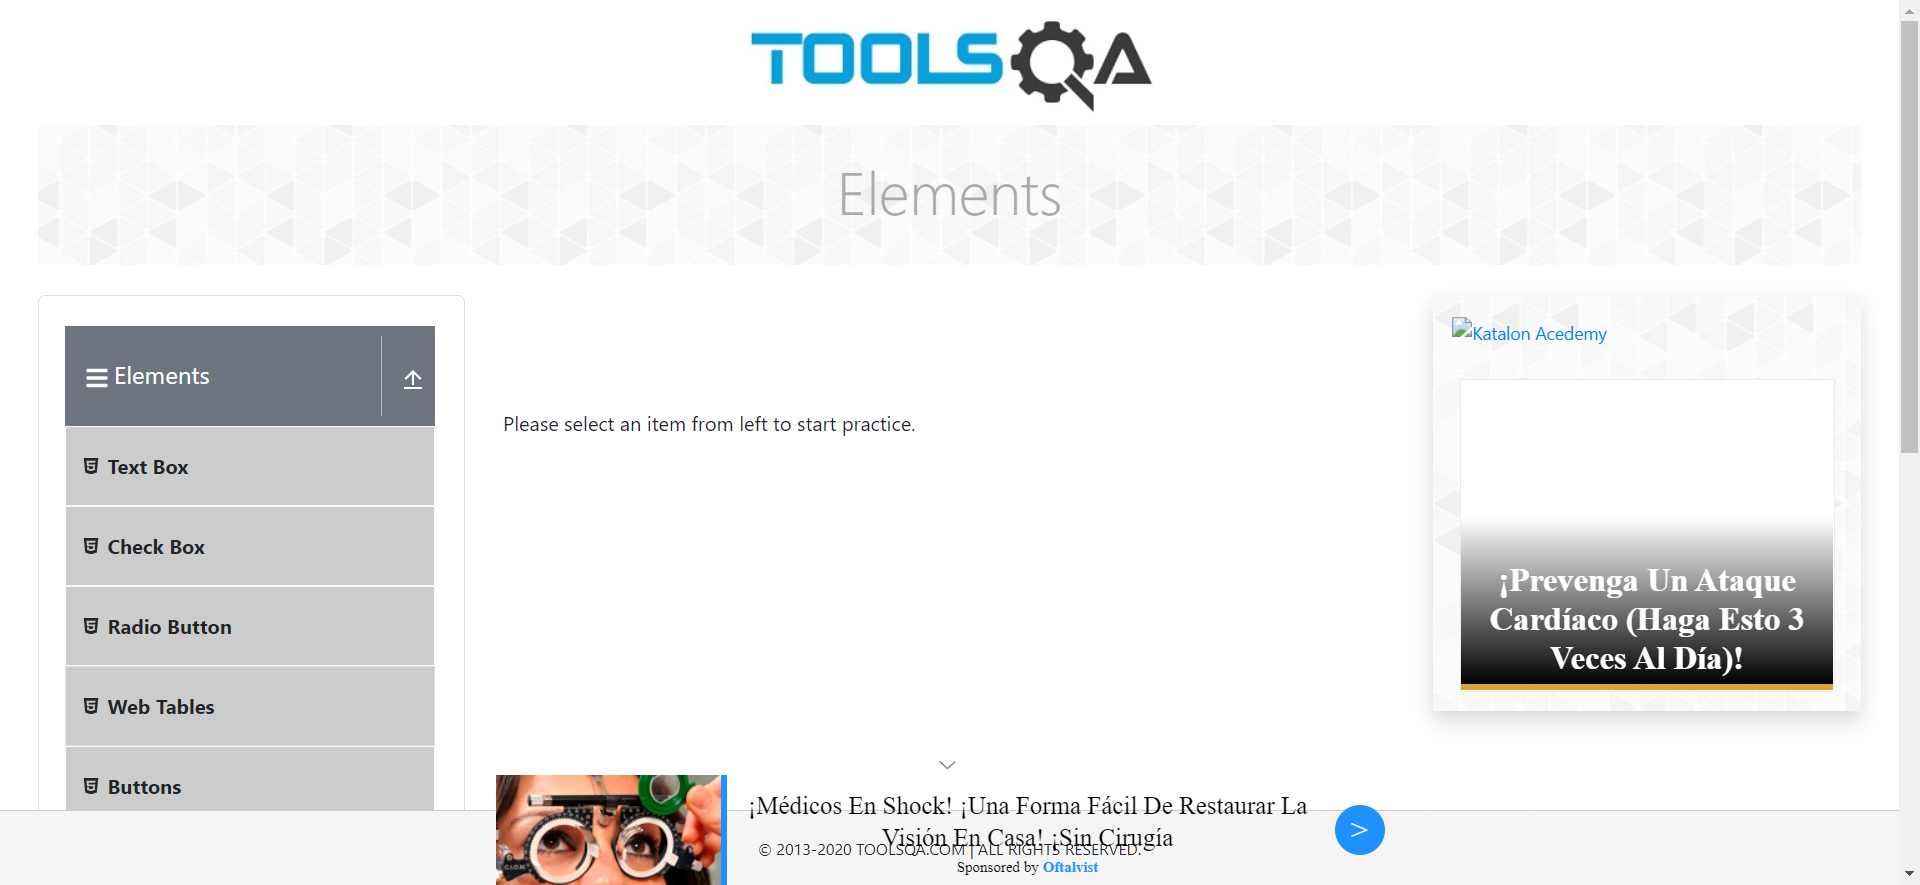 TOOLSQA
Elements
Elements
Text Box
Check Box
Radio Button
Web Tables
Buttons
Please select an item from left to start practice.
Katalon Acedemy
¡Prevenga Un Ataque
Cardíaco (Haga Esto 3
Veces Al Día)!
¡Médicos En Shock! ¡Una Forma Fácil De Restaurar La
Visión En Casa! ¡Sin Cirugía
© 2013-2020 TOOLSQA.COM | ALL RIGHTS RESERVED.
Sponsored by Oftalvist
>